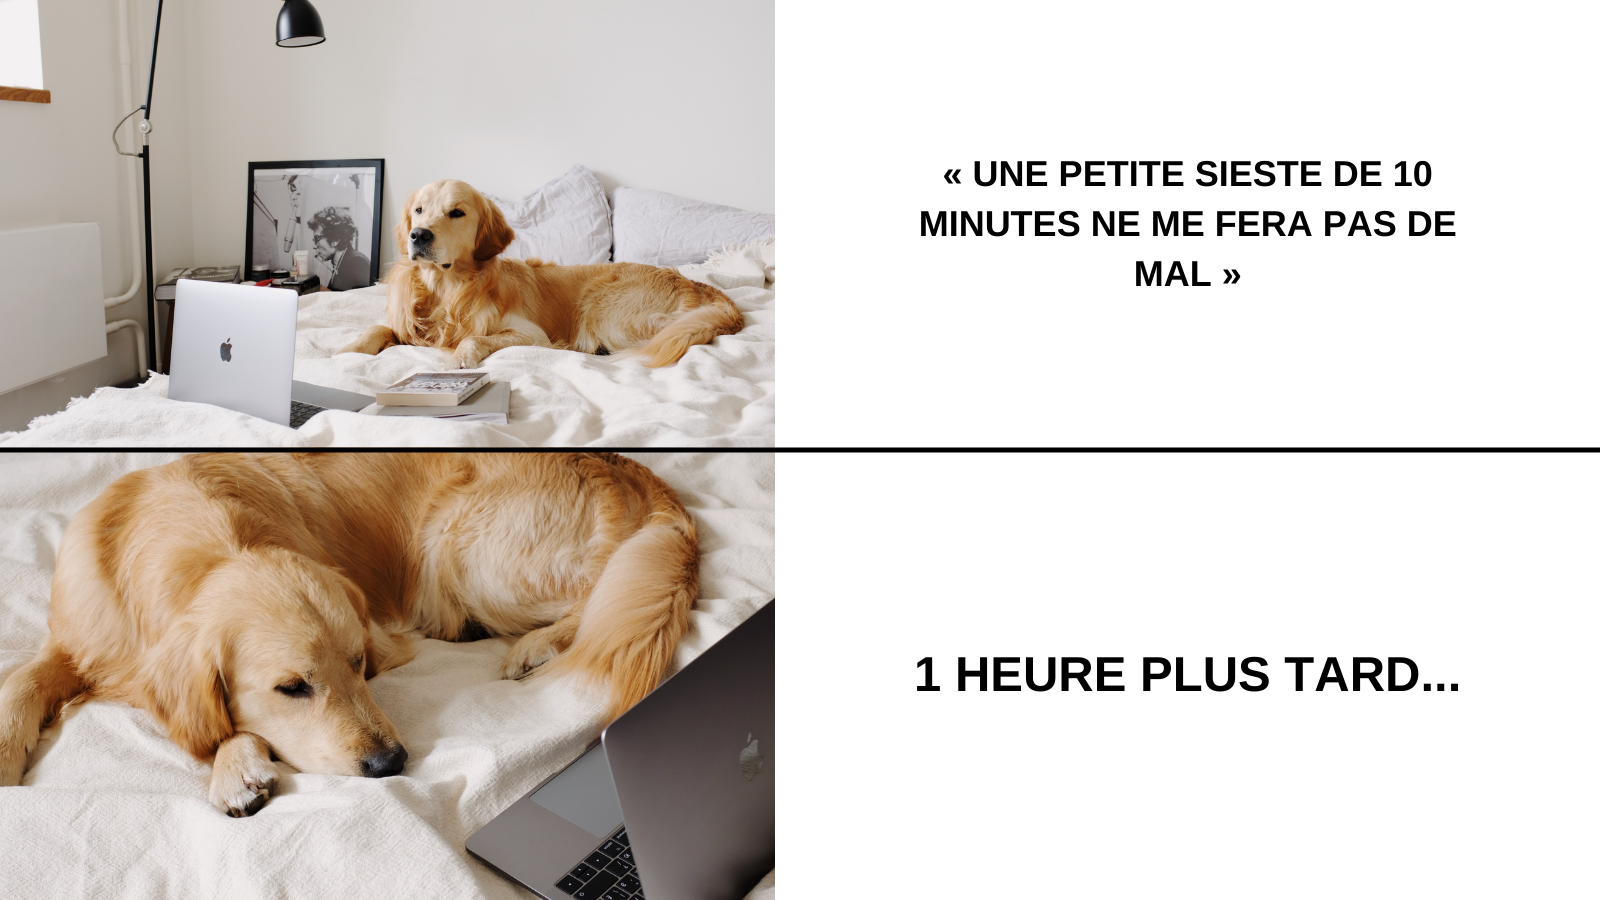 « UNE PETITE SIESTE DE 10
MINUTES NE ME FERA PAS DE
MAL »
1 HEURE PLUS TARD...